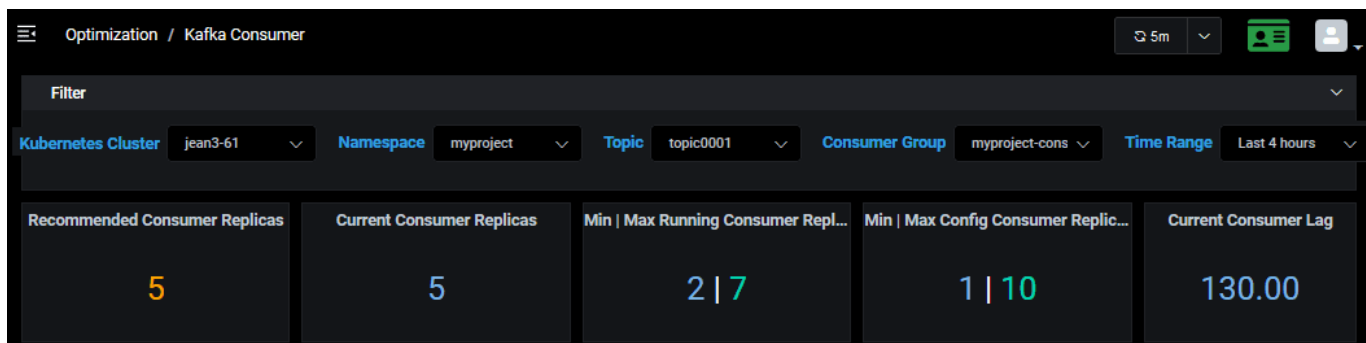 Optimization / Kafka Consumer
5m
Filter
Kubernetes Cluster jean3-61 Namespace myproject Topic topic0001 Consumer Group myproject-cons Time Range Last 4 hours
Recommended Consumer Replicas Current Consumer Replicas Min | Max Running Consumer Repl... Min | Max Config Consumer Replic... Current Consumer Lag
5 5 2 | 7 1 | 10 130.00